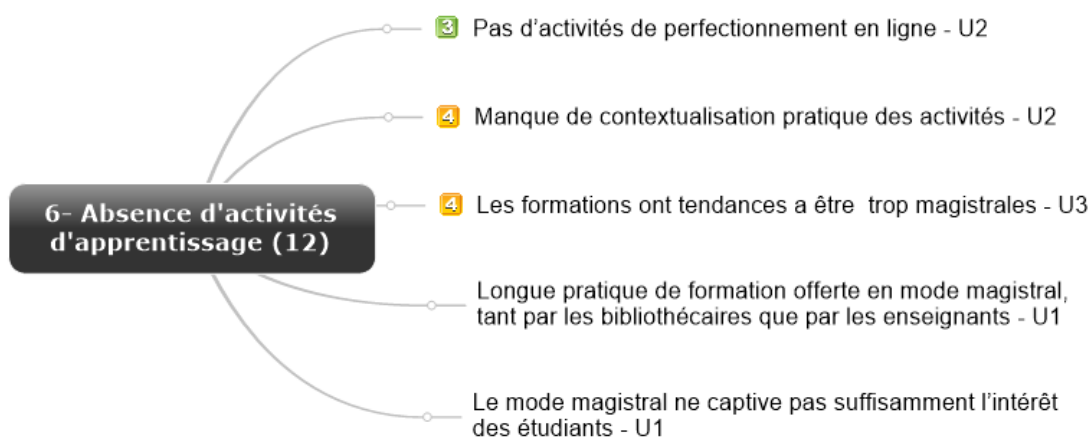 3 Pas d’activités de perfectionnement en ligne - U2
4 Manque de contextualisation pratique des activités - U2
6- Absence d'activités
d'apprentissage (12)
4 Les formations ont tendances a être trop magistrales - U3
Longue pratique de formation offerte en mode magistral,
tant par les bibliothécaires que par les enseignants - U1
Le mode magistral ne captive pas suffisamment l’intérêt
des étudiants - U1